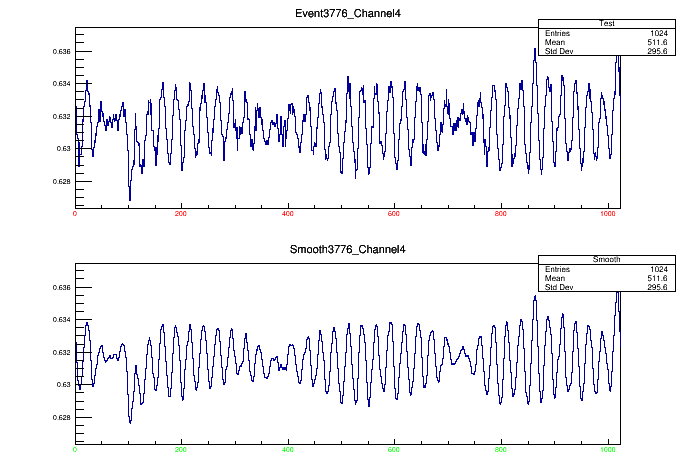 Event3776_Channel4
Test
Entries 1024
Mean 511.6
Std Dev 295.6
0.636
0.634
0.632
0.63
0.628
0 200 400 600 800 1000
Smooth3776_Channel4
Smooth
Entries 1024
Mean 511.6
Std Dev 295.6
0.636
0.634
0.632
0.63
0.628
0 200 400 600 800 1000